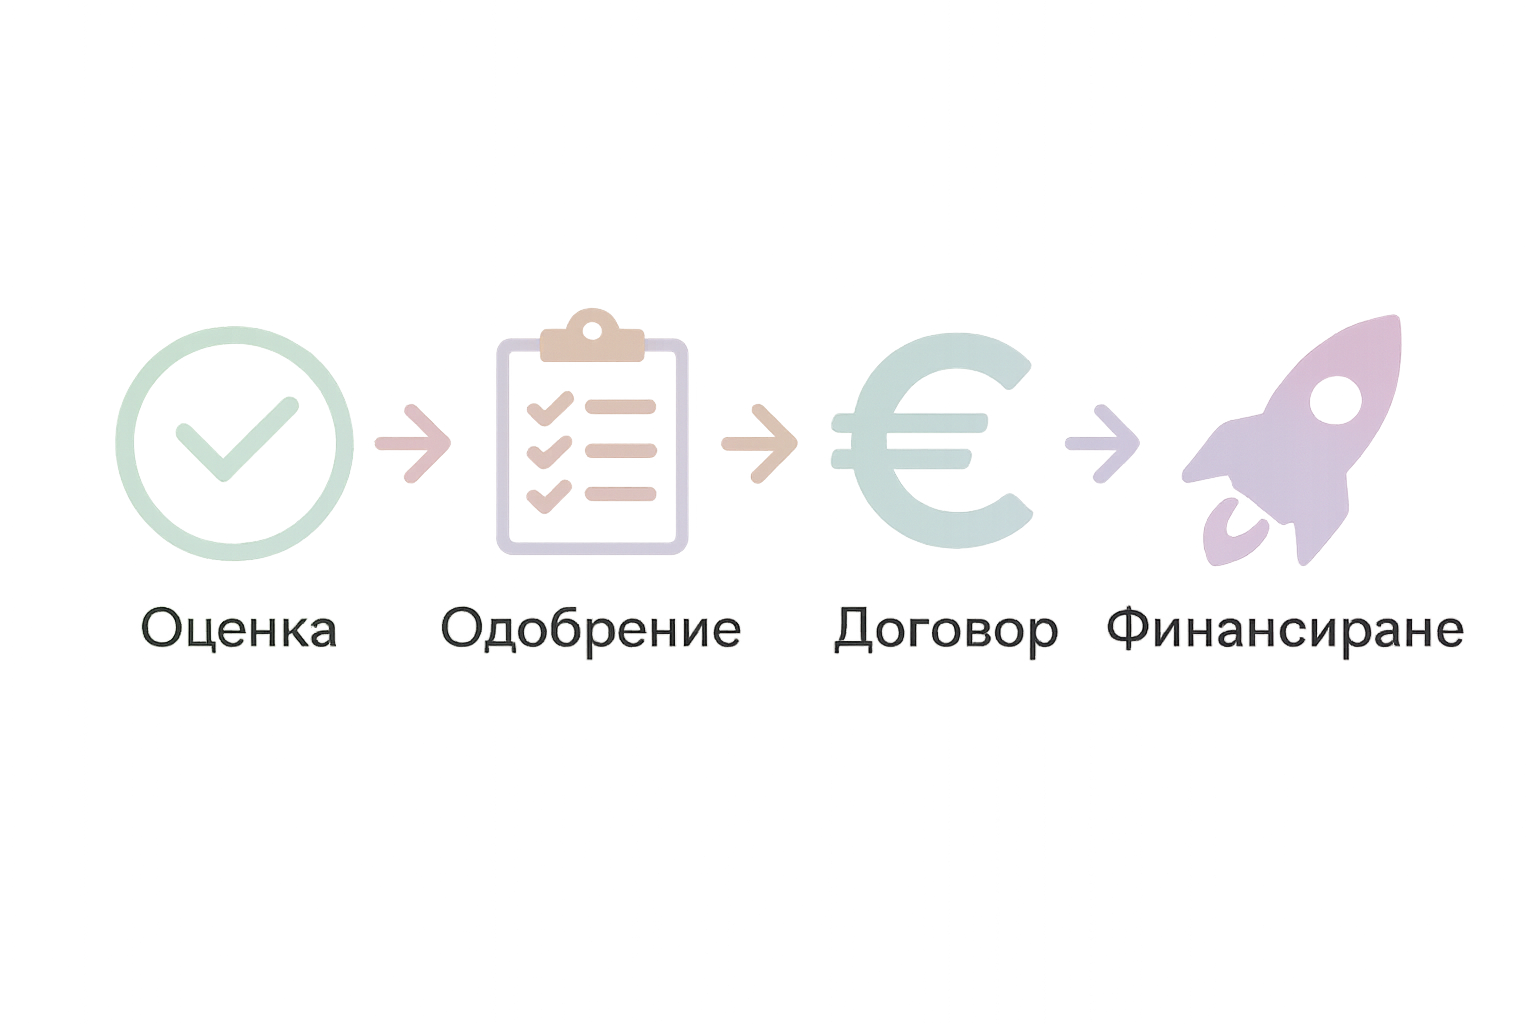 Оценка
Одобрение
Договор
Финансиране